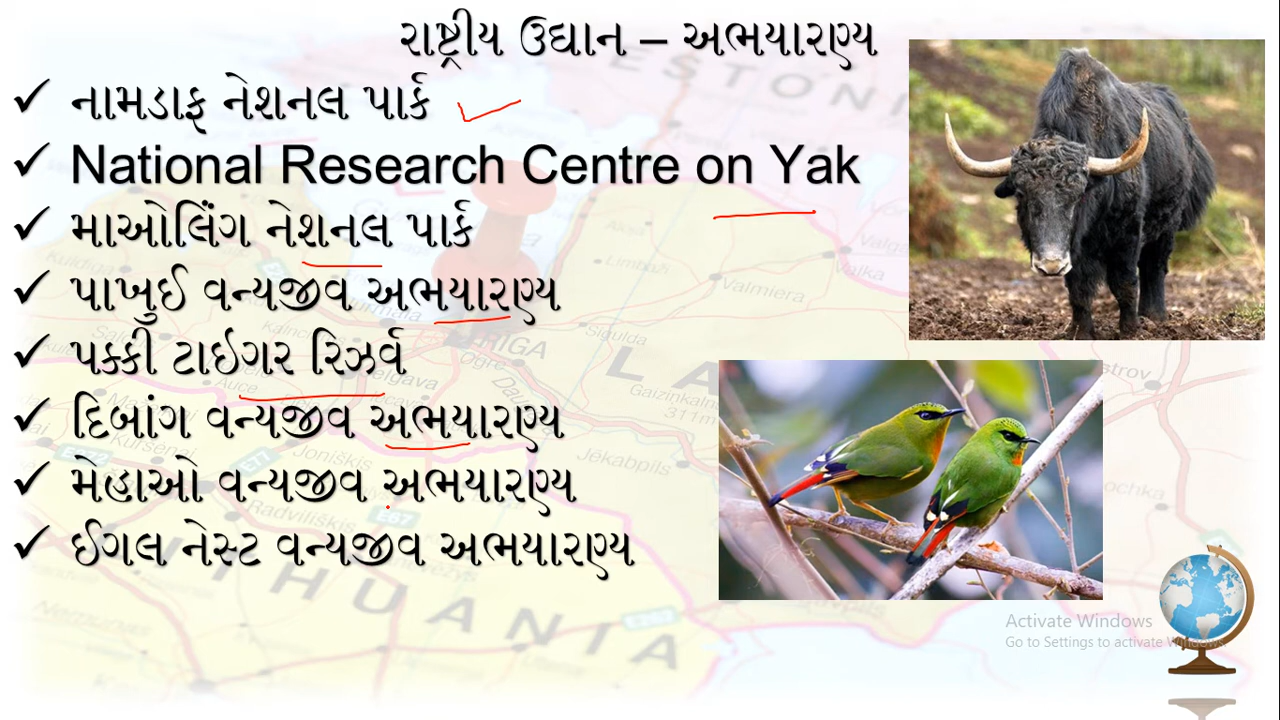 રાષ્ટ્રીય ઉદ્યાન – અભયારણ્ય
✓ નામડાફ નેશનલ પાર્ક
✓ National Research Centre on Yak
✓ માઓલિંગ નેશનલ પાર્ક
✓ પાખુઈ વન્યજીવ અભયારણ્ય
✓ પક્કી ટાઇગર રિઝર્વ
✓ દિબાંગ વન્યજીવ અભયારણ્ય
✓ મેહાઓ વન્યજીવ અભયારણ્ય
✓ ઈગલ નેસ્ટ વન્યજીવ અભયારણ્ય
Activate Windows
Go to Settings to activate Windows.